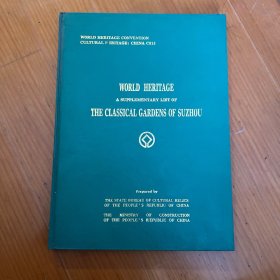 WORLD HERITAGE CONVENTION
CULTURAL HERITAGE: CHINA C813
WORLD HERITAGE
A SUPPLEMENTARY LIST OF
THE CLASSICAL GARDENS OF SUZHOU
Prepared by
THE STATE BUREAU OF CULTURAL RELICS
OF THE PEOPLE'S REPUBLIC OF CHINA
THE MINISTRY OF CONSTRUCTION
OF THE PEOPLE'S REPUBLIC OF CHINA